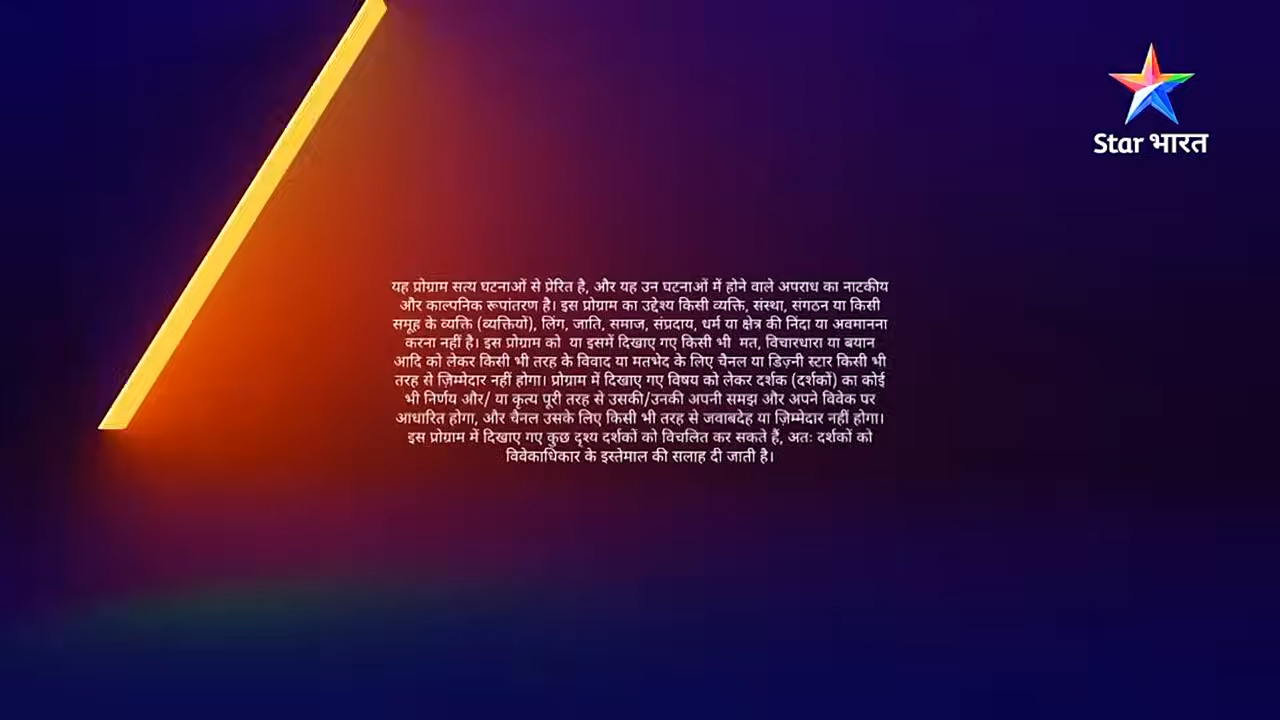 Star भारत
यह प्रोग्राम सत्य घटनाओं से प्रेरित है, और यह उन घटनाओं में होने वाले अपराध का नाटकीय
और काल्पनिक रूपांतरण है। इस प्रोग्राम का उद्देश्य किसी व्यक्ति, संस्था, संगठन या किसी
समूह के व्यक्ति (व्यक्तियों), लिंग, जाति, समाज, संप्रदाय, धर्म या क्षेत्र की निंदा या अवमानना
करना नहीं है। इस प्रोग्राम को या इसमें दिखाए गए किसी भी मत, विचारधारा या बयान
आदि को लेकर किसी भी तरह के विवाद या मतभेद के लिए चैनल या डिज़्नी स्टार किसी भी
तरह से ज़िम्मेदार नहीं होगा। प्रोग्राम में दिखाए गए विषय को लेकर दर्शक (दर्शकों) का कोई
भी निर्णय और/ या कृत्य पूरी तरह से उसकी/उनकी अपनी समझ और अपने विवेक पर
आधारित होगा, और चैनल उसके लिए किसी भी तरह से जवाबदेह या ज़िम्मेदार नहीं होगा।
इस प्रोग्राम में दिखाए गए कुछ दृश्य दर्शकों को विचलित कर सकते हैं, अतः दर्शकों को
विवेकाधिकार के इस्तेमाल की सलाह दी जाती है।